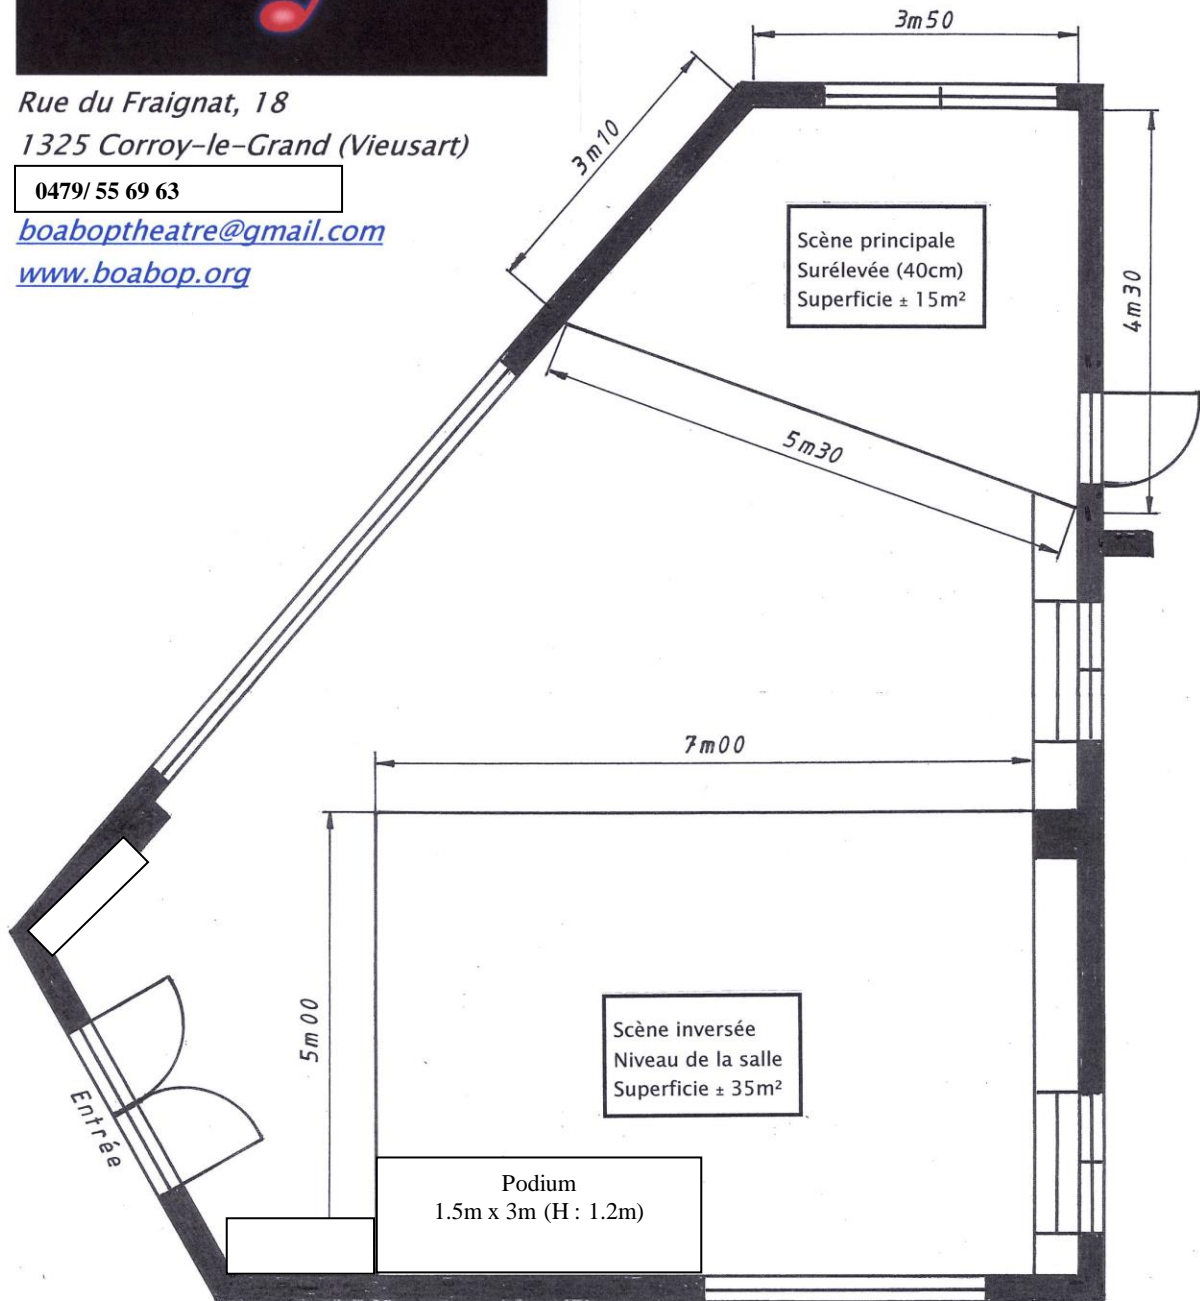 Rue du Fraignat, 18
1325 Corroy-le-Grand (Vieusart)
0479/ 55 69 63
boaboptheatre@gmail.com
www.boabop.org
3m50
3m10
Scène principale
Surélevée (40cm)
Superficie ± 15m²
4m30
5m30
7m00
5m00
Scène inversée
Niveau de la salle
Superficie ± 35m²
Entrée
Podium
1.5m x 3m (H : 1.2m)